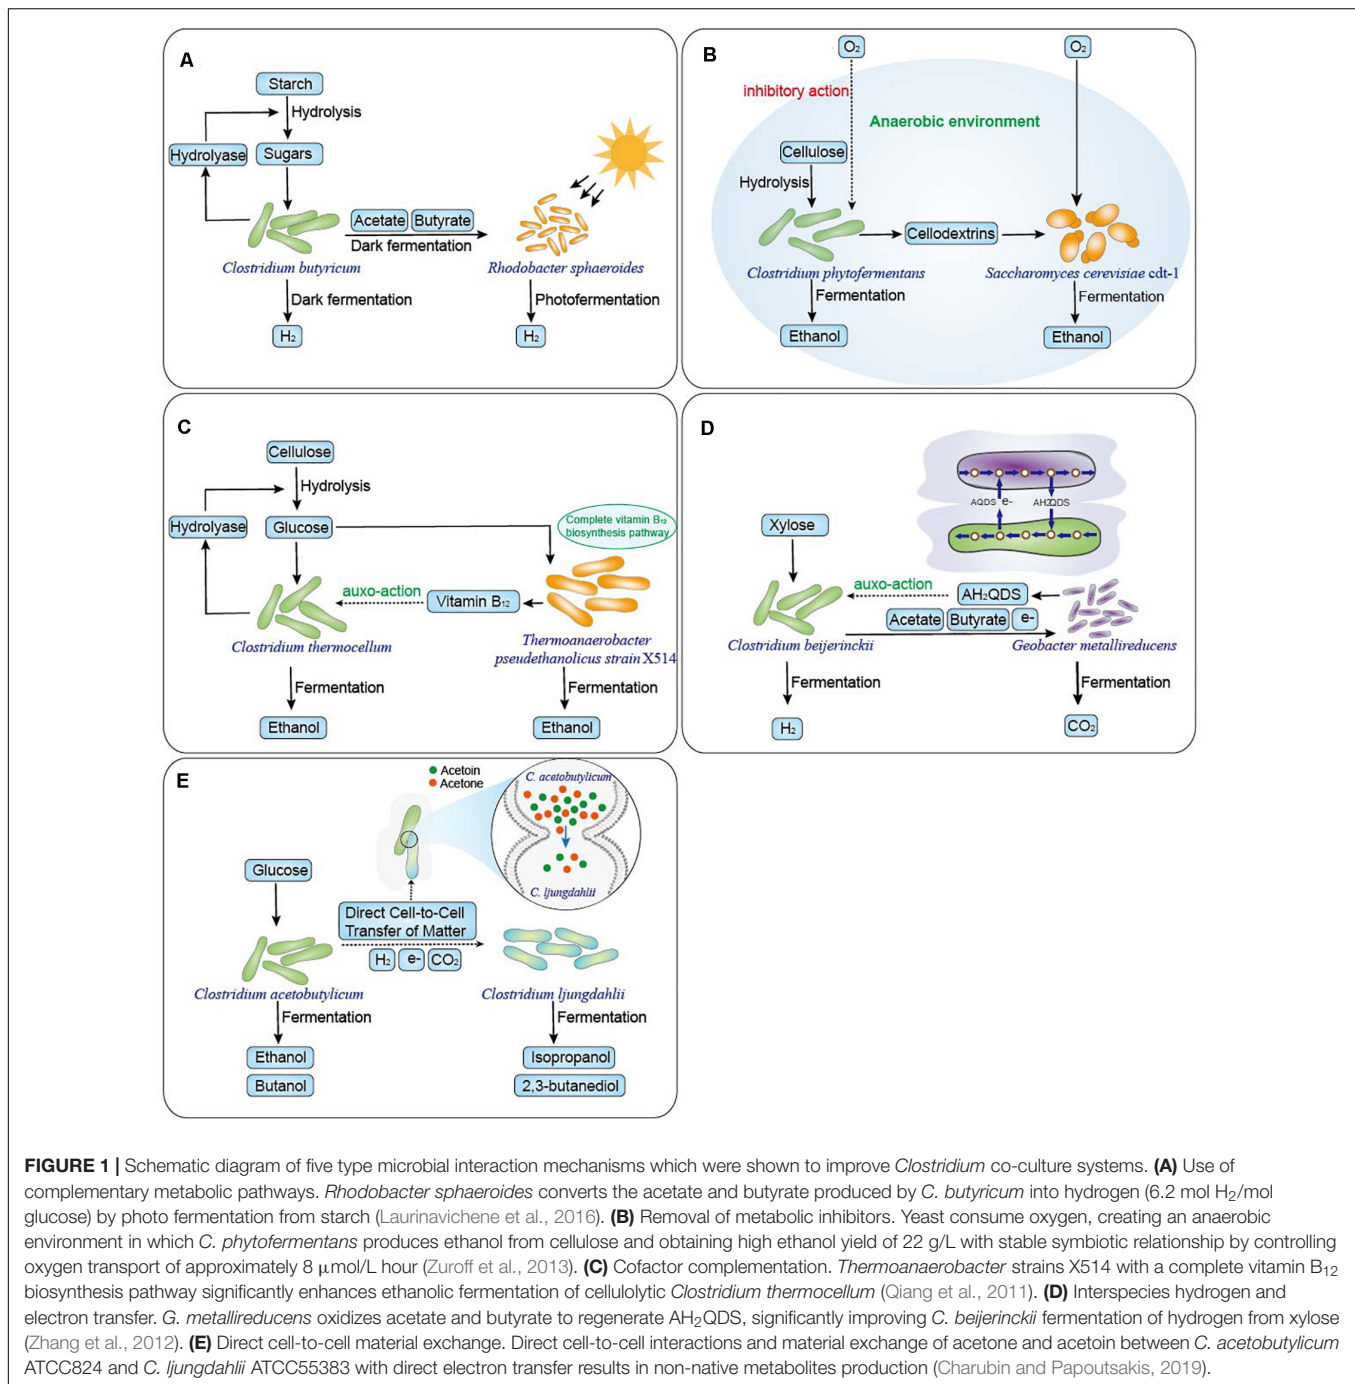 A
Starch
Hydrolysis
Hydrolyase
Sugars
Acetate
Butyrate
Dark fermentation
Clostridium butyricum
Rhodobacter sphaeroides
Dark fermentation
Photofermentation
H2
H2
B
O2
O2
inhibitory action
Anaerobic environment
Cellulose
Hydrolysis
Cellodextrins
Clostridium phytofermentans
Saccharomyces cerevisiae cdt-1
Fermentation
Fermentation
Ethanol
Ethanol
C
Cellulose
Hydrolysis
Hydrolyase
Glucose
Complete vitamin B12
biosynthesis pathway
auxo-action
Vitamin B12
Clostridium thermocellum
Thermoanaerobacter
pseudethanolicus strain X514
Fermentation
Fermentation
Ethanol
Ethanol
D
AQDS
e-
AH2QDS
Xylose
auxo-action
AH2QDS
Acetate
Butyrate
e-
Clostridium beijerinckii
Geobacter metallireducens
Fermentation
Fermentation
H2
CO2
E
Acetoin
Acetone
C. acetobutylicum
C. ljungdahlii
Glucose
Direct Cell-to-Cell
Transfer of Matter
H2
e-
CO2
Clostridium acetobutylicum
Clostridium ljungdahlii
Fermentation
Fermentation
Ethanol
Butanol
Isopropanol
2,3-butanediol
FIGURE 1 | Schematic diagram of five type microbial interaction mechanisms which were shown to improve Clostridium co-culture systems. (A) Use of
complementary metabolic pathways. Rhodobacter sphaeroides converts the acetate and butyrate produced by C. butyricum into hydrogen (6.2 mol H2/mol
glucose) by photo fermentation from starch (Laurinavichene et al., 2016). (B) Removal of metabolic inhibitors. Yeast consume oxygen, creating an anaerobic
environment in which C. phytofermentans produces ethanol from cellulose and obtaining high ethanol yield of 22 g/L with stable symbiotic relationship by controlling
oxygen transport of approximately 8 μmol/L hour (Zuroff et al., 2013). (C) Cofactor complementation. Thermoanaerobacter strains X514 with a complete vitamin B12
biosynthesis pathway significantly enhances ethanolic fermentation of cellulolytic Clostridium thermocellum (Qiang et al., 2011). (D) Interspecies hydrogen and
electron transfer. G. metallireducens oxidizes acetate and butyrate to regenerate AH2QDS, significantly improving C. beijerinckii fermentation of hydrogen from xylose
(Zhang et al., 2012). (E) Direct cell-to-cell material exchange. Direct cell-to-cell interactions and material exchange of acetone and acetoin between C. acetobutylicum
ATCC824 and C. ljungdahlii ATCC55383 with direct electron transfer results in non-native metabolites production (Charubin and Papoutsakis, 2019).